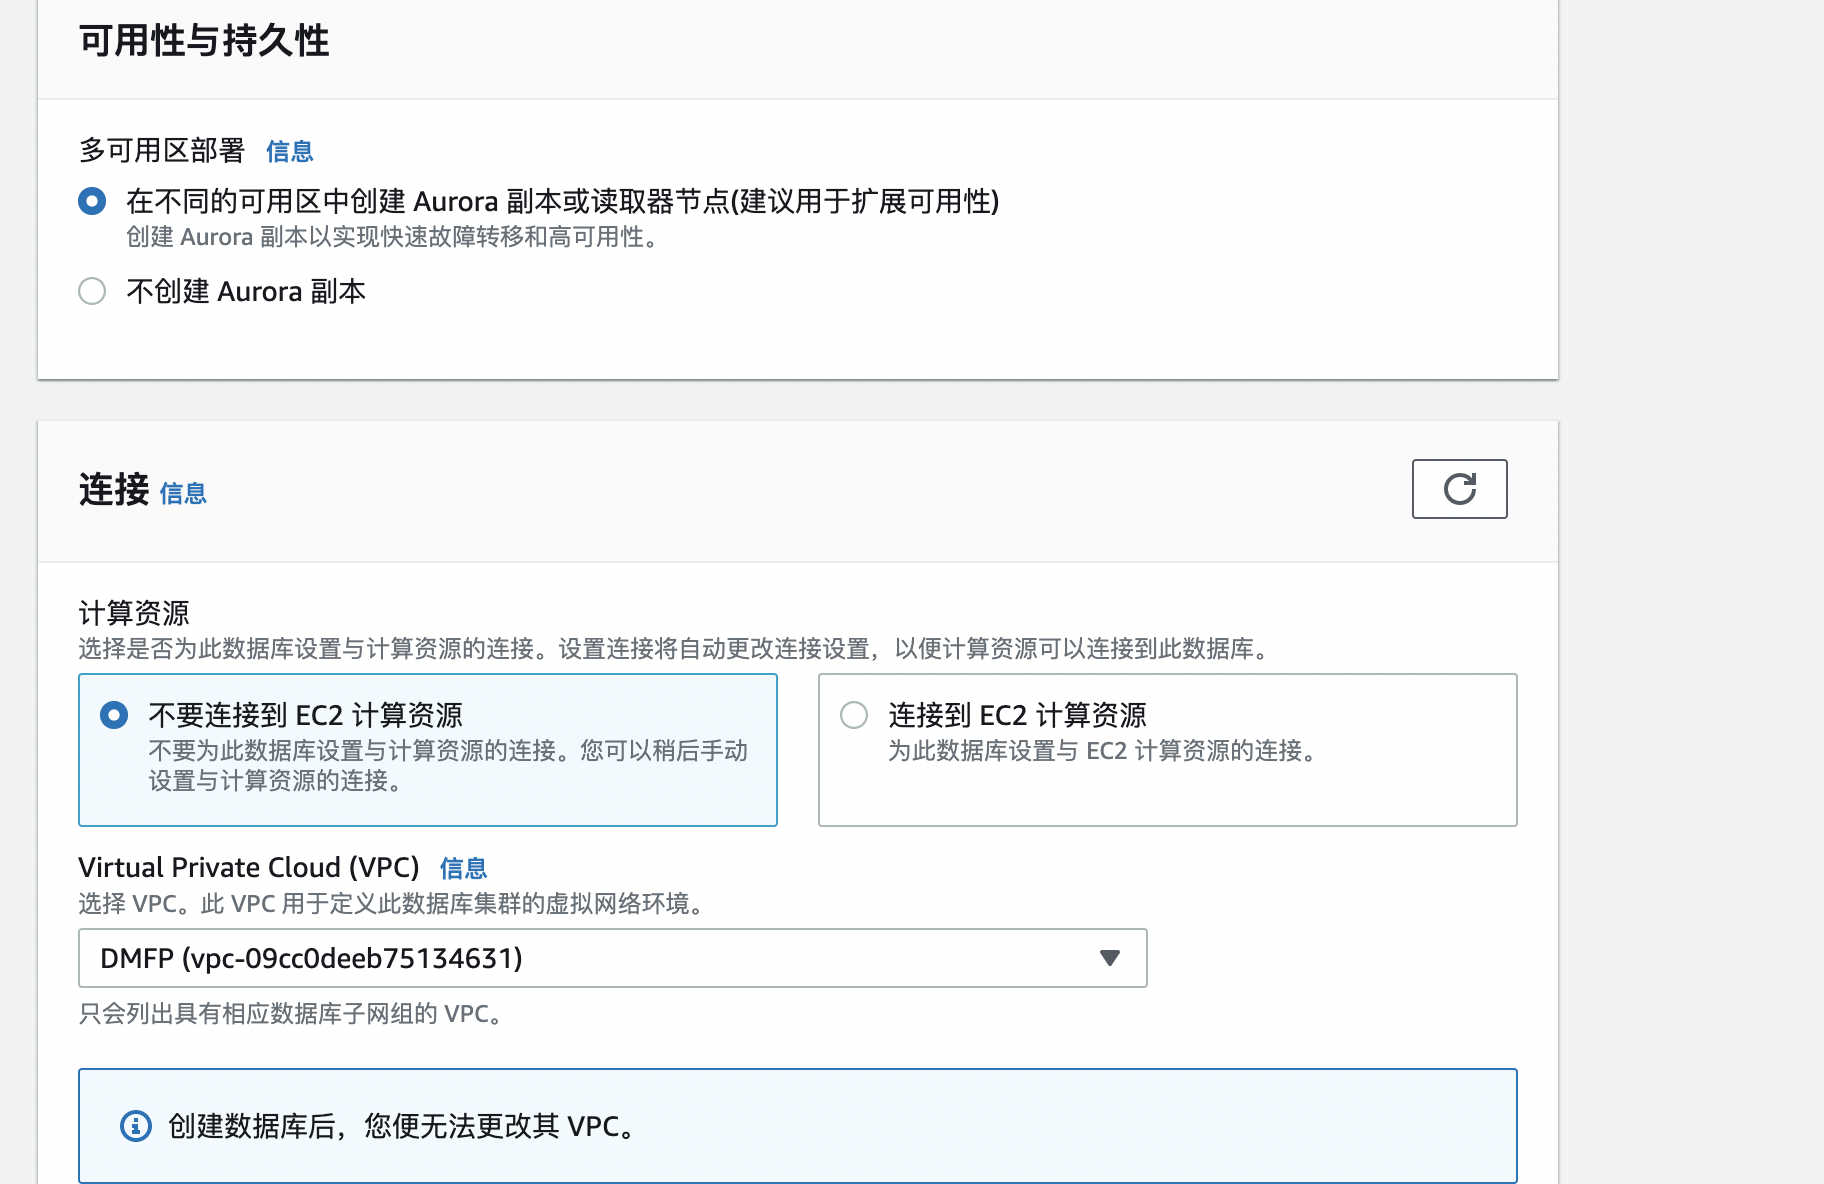 可用性与持久性
多可用区部署 信息
在不同的可用区中创建 Aurora 副本或读取器节点(建议用于扩展可用性)
创建 Aurora 副本以实现快速故障转移和高可用性。
不创建 Aurora 副本
连接 信息
计算资源
选择是否为此数据库设置与计算资源的连接。设置连接将自动更改连接设置，以便计算资源可以连接到此数据库。
不要连接到 EC2 计算资源
不要为此数据库设置与计算资源的连接。您可以稍后手动
设置与计算资源的连接。
连接到 EC2 计算资源
为此数据库设置与 EC2 计算资源的连接。
Virtual Private Cloud (VPC) 信息
选择 VPC。此 VPC 用于定义此数据库集群的虚拟网络环境。
DMFP (vpc-09cc0deeb75134631)
只会列出具有相应数据库子网组的 VPC。
创建数据库后，您便无法更改其 VPC。